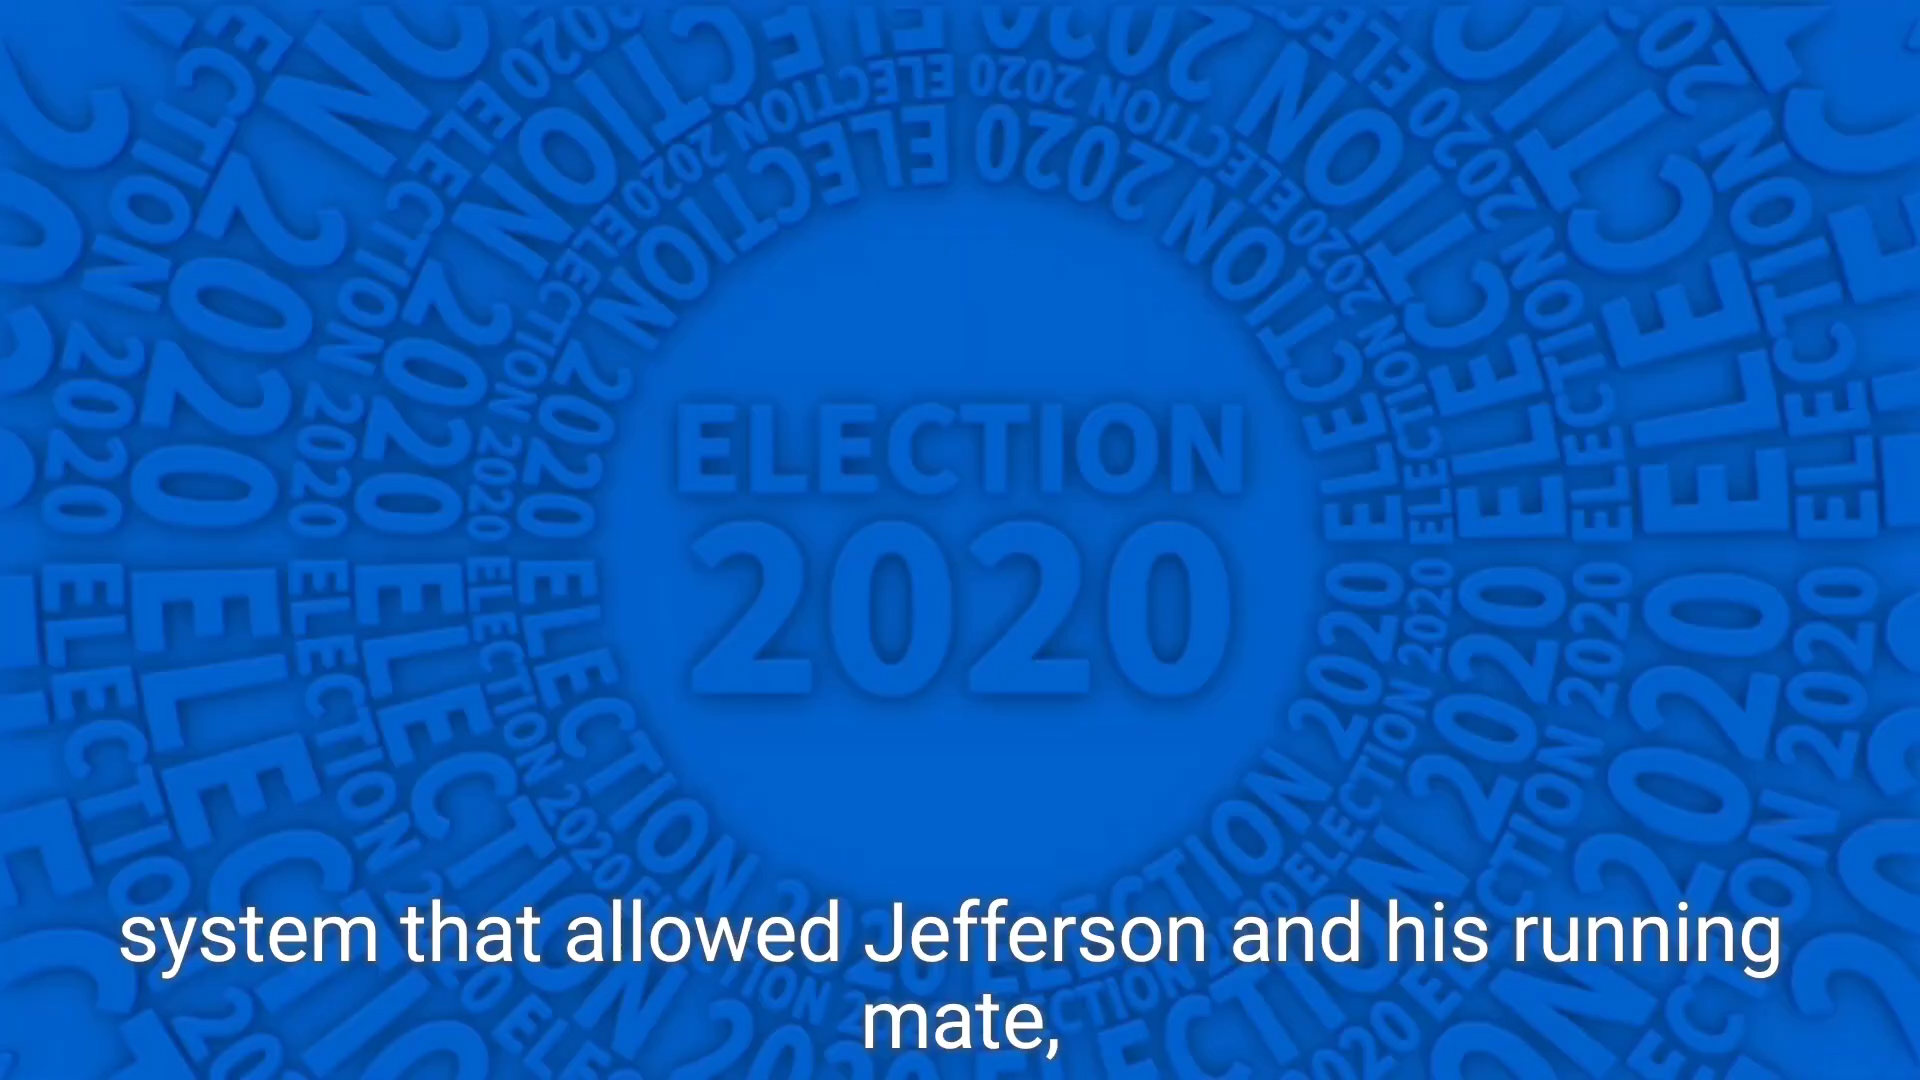 ELECTION
2020
system that allowed Jefferson and his running
mate,